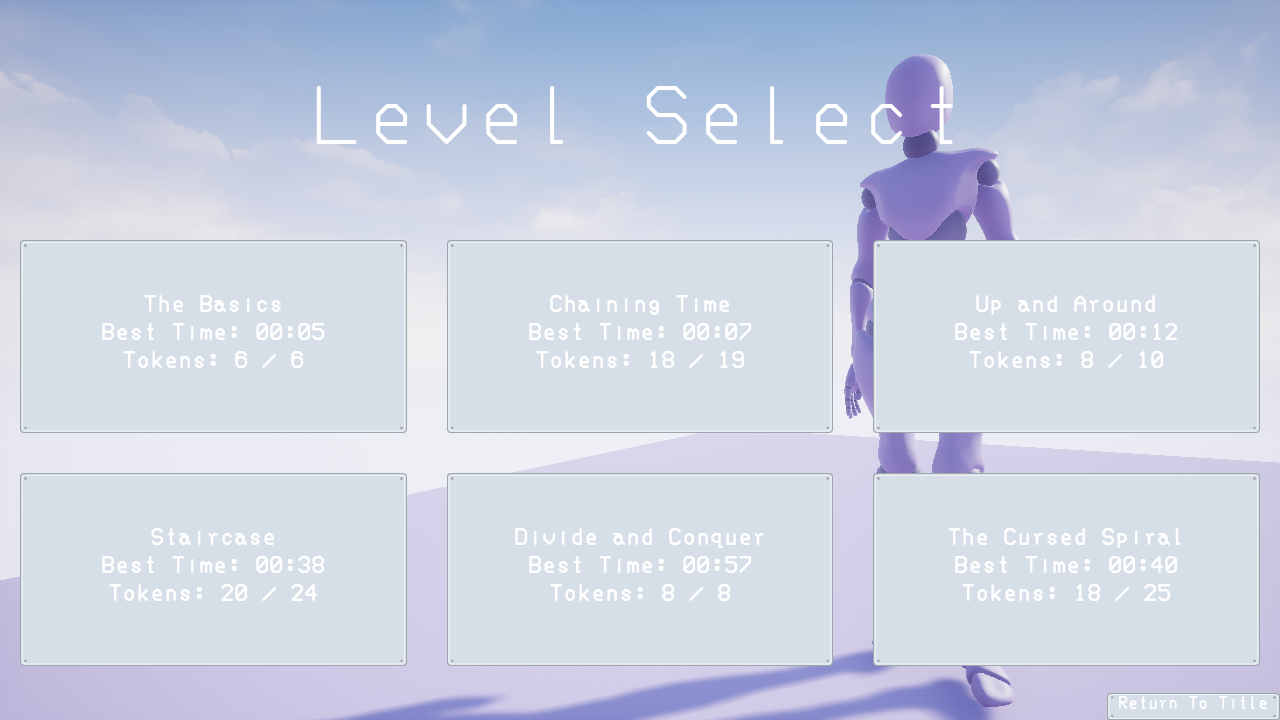 Level Select
The Basics
Best Time: 00:05
Tokens: 6 / 6
Chaining Time
Best Time: 00:07
Tokens: 18 / 19
Up and Around
Best Time: 00:12
Tokens: 8 / 10
Staircase
Best Time: 00:38
Tokens: 20 / 24
Divide and Conquer
Best Time: 00:57
Tokens: 8 / 8
The Cursed Spiral
Best Time: 00:40
Tokens: 18 / 25
Return To Title